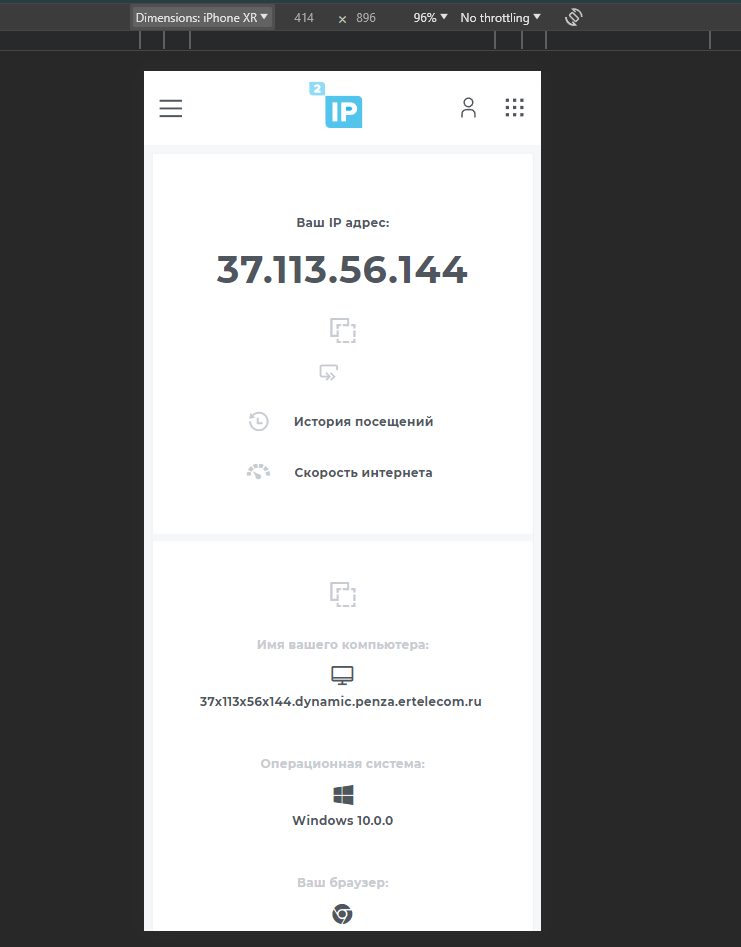 Dimensions: iPhone XR 414 × 896 96% No throttling
2
IP
Ваш IP адрес:
37.113.56.144
История посещений
Скорость интернета
Имя вашего компьютера:
37x113x56x144.dynamic.penza.ertelecom.ru
Операционная система:
Windows 10.0.0
Ваш браузер: